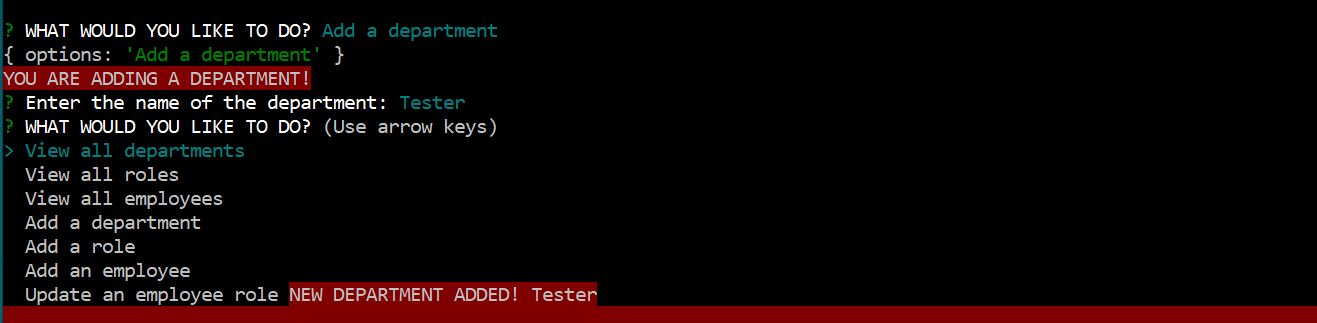 ? WHAT WOULD YOU LIKE TO DO? Add a department
{ options: 'Add a department' }
YOU ARE ADDING A DEPARTMENT!
? Enter the name of the department: Tester
? WHAT WOULD YOU LIKE TO DO? (Use arrow keys)
> View all departments
View all roles
View all employees
Add a department
Add a role
Add an employee
Update an employee role NEW DEPARTMENT ADDED! Tester